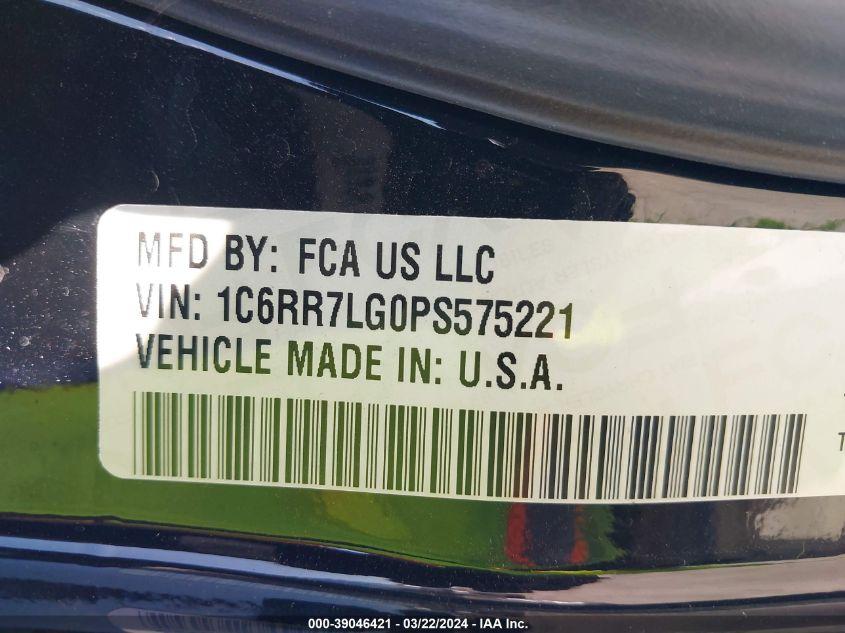 MFD BY: FCA US LLC
VIN: 1C6RR7LG0PS575221
VEHICLE MADE IN: U.S.A.
000-39046421 - 03/22/2024 - IAA Inc.